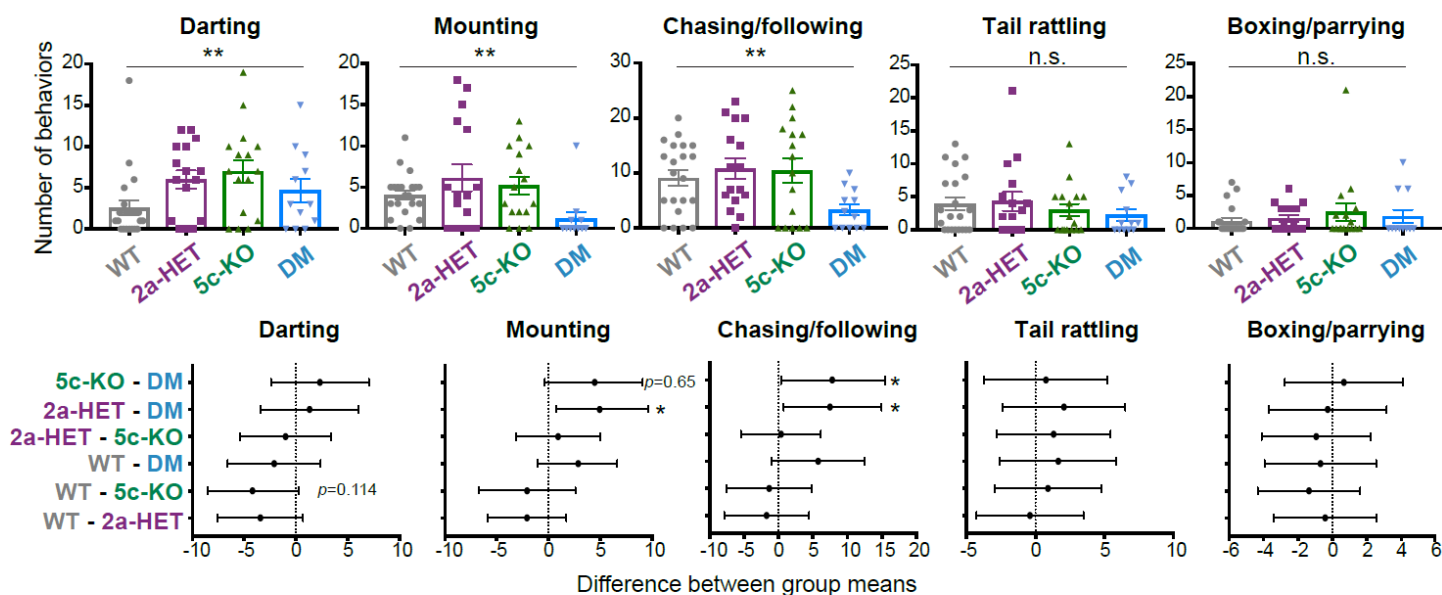 Darting Mounting Chasing/following Tail rattling Boxing/parrying
** ** ** n.s. n.s.
Number of behaviors
20 20 30 25 25
15 15 20 20 20
10 10 10 15 15
5 5 0 10 10
0 0 5 5
0 0
WT 2a-HET 5c-KO DM WT 2a-HET 5c-KO DM WT 2a-HET 5c-KO DM WT 2a-HET 5c-KO DM WT 2a-HET 5c-KO DM
Darting Mounting Chasing/following Tail rattling Boxing/parrying
5c-KO - DM p=0.65 *
2a-HET - DM * *
2a-HET - 5c-KO
WT - DM
WT - 5c-KO p=0.114
WT - 2a-HET
-10 -5 0 5 10 -10 -5 0 5 10 -10 -5 0 5 10 15 20 -5 0 5 10 -6 -4 -2 0 2 4 6
Difference between group means